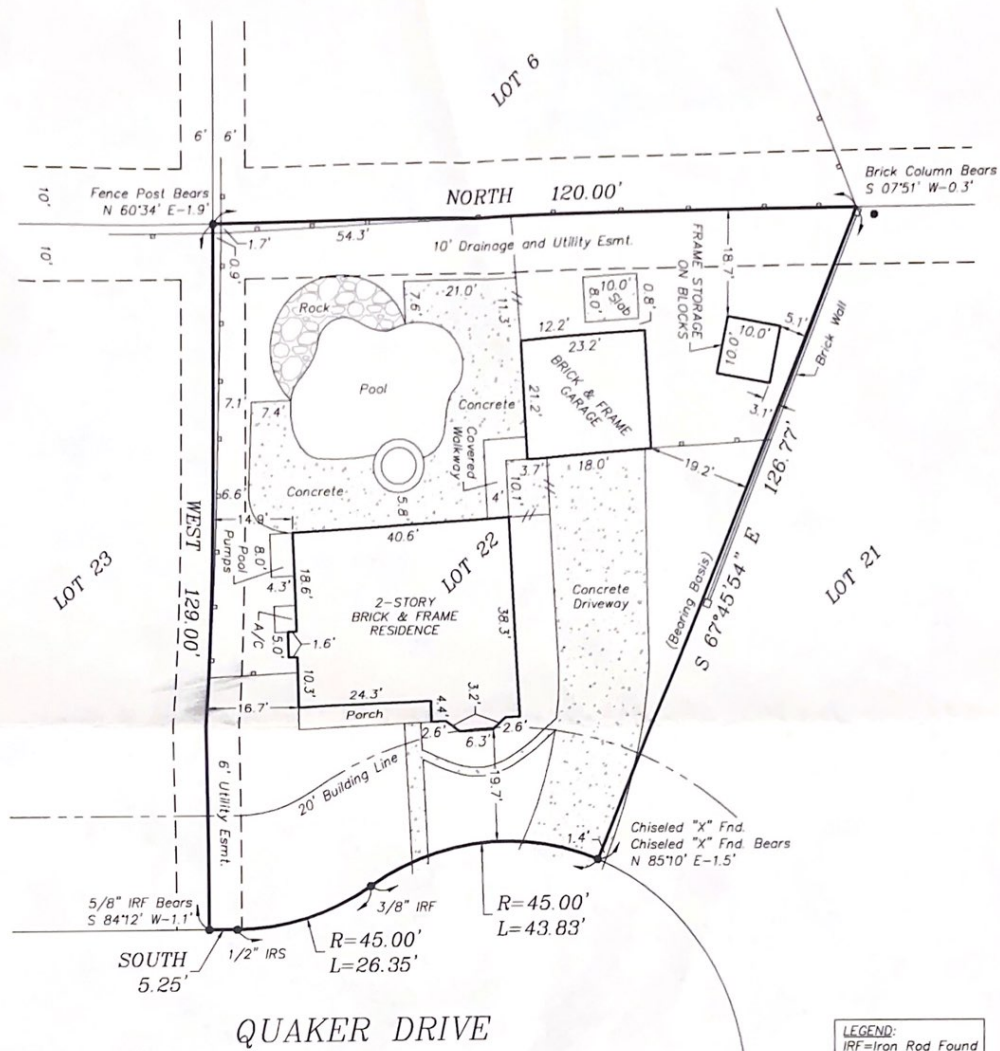 LOT 6
6' 6'
10'
10'
Fence Post Bears
N 60°34' E-1.9'
NORTH 120.00'
Brick Column Bears
S 07°51' W-0.3'
1.7'
54.3'
0.9'
10' Drainage and Utility Esmt.
18.7'
FRAME STORAGE
ON BLOCKS
10.0'
8.0'
Slab
0.8'
21.0'
7.6'
11.3'
Rock
12.2'
23.2'
BRICK & FRAME
GARAGE
21.2'
10.0'
10.0'
5.1'
Brick Wall
3.1'
Pool
7.1'
7.4'
Concrete
Covered
Walkway
3.7'
18.0'
10.1'
4'
19.2'
S 67°45'54" E 126.77'
(Bearing Basis)
6.6'
Concrete
5.8'
14.9'
40.6'
WEST 129.00'
LOT 23
LOT 22
LOT 21
Pool
Pumps
8.0'
4.3'
18.6'
2-STORY
BRICK & FRAME
RESIDENCE
38.3'
Concrete
Driveway
A/C
5.0'
1.6'
10.3'
16.7'
24.3'
Porch
4.4'
3.2'
2.6'
6.3'
2.6'
19.7'
20' Building Line
6' Utility Esmt.
1.4'
Chiseled "X" Fnd.
Chiseled "X" Fnd. Bears
N 85°10' E-1.5'
5/8" IRF Bears
S 84°12' W-1.1'
3/8" IRF
R=45.00'
L=43.83'
1/2" IRS
R=45.00'
L=26.35'
SOUTH
5.25'
QUAKER DRIVE
LEGEND:
IRF=Iron Rod Found